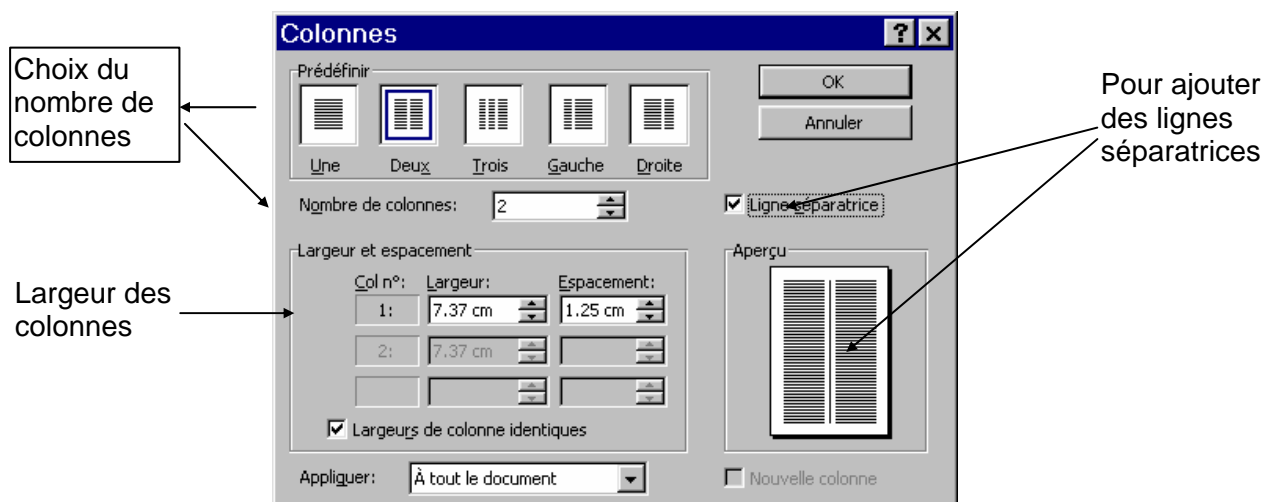 Colonnes
Choix du
nombre de
colonnes
Prédéfinir
Une Deux Trois Gauche Droite
OK
Annuler
Pour ajouter
des lignes
séparatrices
Nombre de colonnes: 2
Ligne séparatrice
Largeur et espacement
Col n°: Largeur: Espacement:
1: 7.37 cm 1.25 cm
2: 7.37 cm
Largeurs de colonne identiques
Largeur des
colonnes
Aperçu
Appliquer: À tout le document
Nouvelle colonne